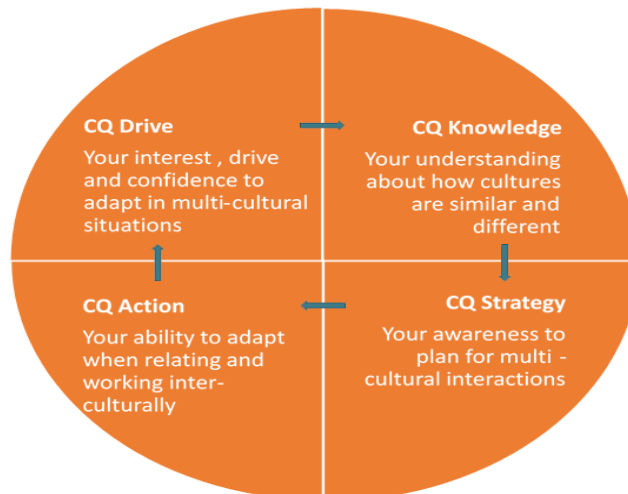 CQ Drive
Your interest , drive
and confidence to
adapt in multi-cultural
situations
CQ Knowledge
Your understanding
about how cultures
are similar and
different
CQ Action
Your ability to adapt
when relating and
working inter-
culturally
CQ Strategy
Your awareness to
plan for multi -
cultural interactions